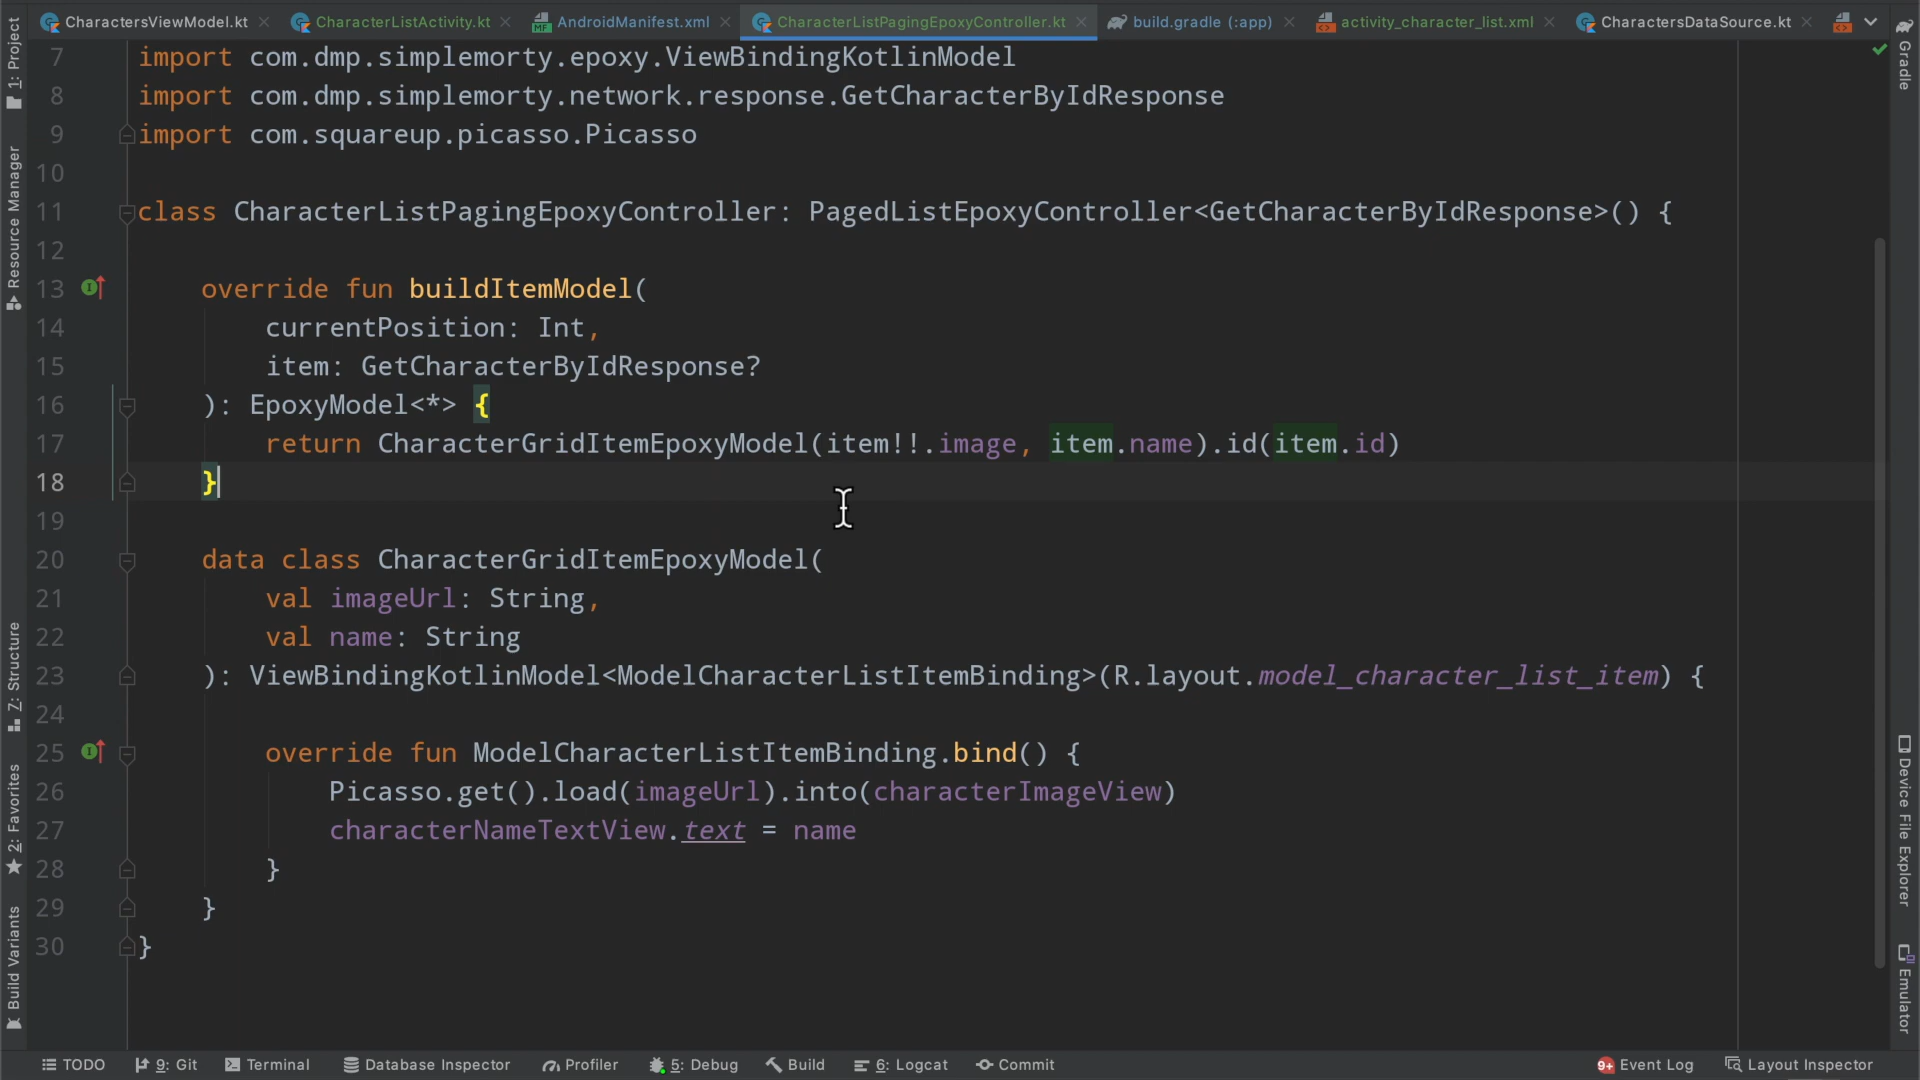 CharactersViewModel.kt
CharacterListActivity.kt
AndroidManifest.xml
CharacterListPagingEpoxyController.kt
build.gradle (:app)
activity_character_list.xml
CharactersDataSource.kt
1: Project
Resource Manager
Z: Structure
2: Favorites
Build Variants
7 import com.dmp.simplemorty.epoxy.ViewBindingKotlinModel
8 import com.dmp.simplemorty.network.response.GetCharacterByIdResponse
9 import com.squareup.picasso.Picasso
10
11 class CharacterListPagingEpoxyController: PagedListEpoxyController<GetCharacterByIdResponse>() {
12
13 override fun buildItemModel(
14 currentPosition: Int,
15 item: GetCharacterByIdResponse?
16 ): EpoxyModel<*> {
17 return CharacterGridItemEpoxyModel(item!!.image, item.name).id(item.id)
18 }
19
20 data class CharacterGridItemEpoxyModel(
21 val imageUrl: String,
22 val name: String
23 ): ViewBindingKotlinModel<ModelCharacterListItemBinding>(R.layout.model_character_list_item) {
24
25 override fun ModelCharacterListItemBinding.bind() {
26 Picasso.get().load(imageUrl).into(characterImageView)
27 characterNameTextView.text = name
28 }
29 }
30 }
Gradle
Device File Explorer
Emulator
TODO
9: Git
Terminal
Database Inspector
Profiler
5: Debug
Build
6: Logcat
Commit
9+ Event Log
Layout Inspector